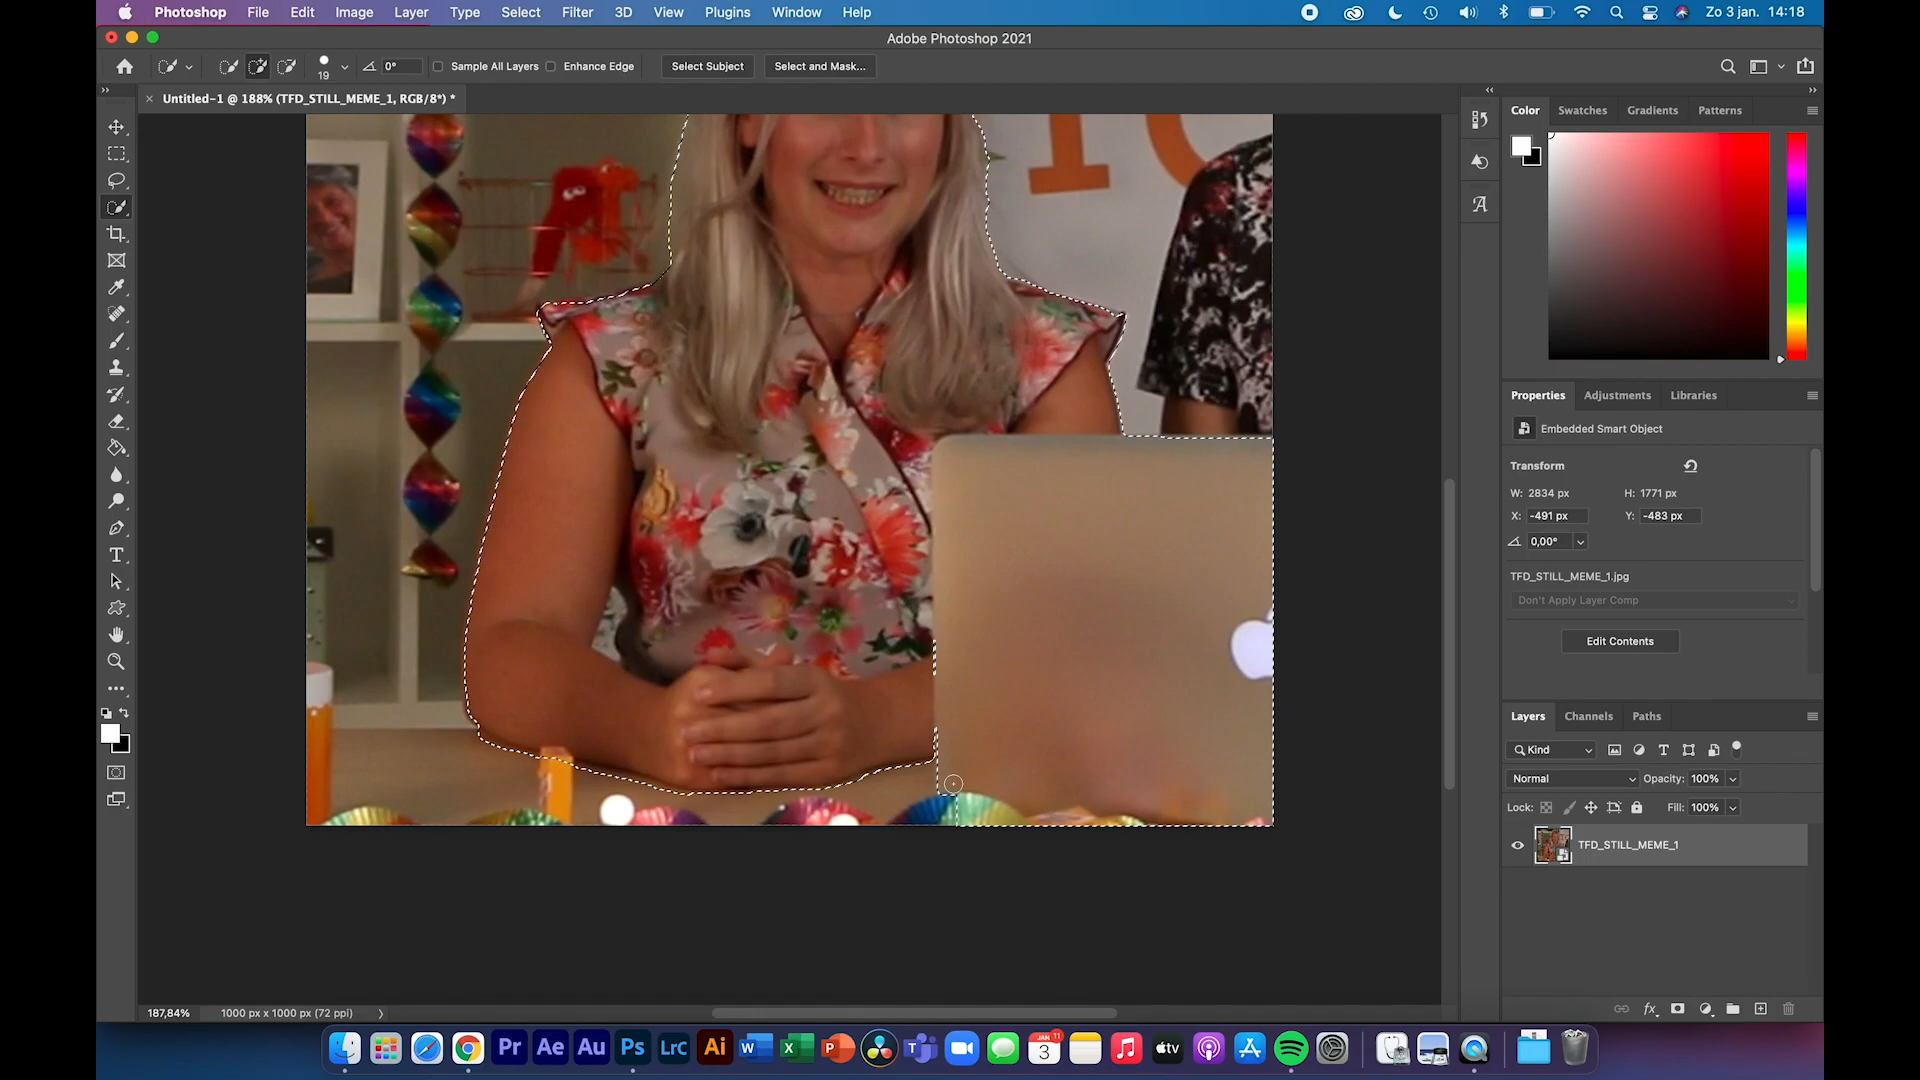 Photoshop File Edit Image Layer Type Select Filter 3D View Plugins Window Help Zo 3 jan. 14:18
Adobe Photoshop 2021
19 0° Sample All Layers Enhance Edge Select Subject Select and Mask...
Untitled-1 @ 188% (TFD_STILL_MEME_1, RGB/8*) *
Color Swatches Gradients Patterns
Properties Adjustments Libraries
Embedded Smart Object
Transform
W: 2834 px H: 1771 px
X: -491 px Y: -483 px
0,00°
TFD_STILL_MEME_1.jpg
Don't Apply Layer Comp
Edit Contents
Layers Channels Paths
Kind
Normal Opacity: 100%
Lock: Fill: 100%
TFD_STILL_MEME_1
187,84% 1000 px x 1000 px (72 ppi)
Pr Ae Au Ps Lrc Ai W X P T JAN 3 tv
11